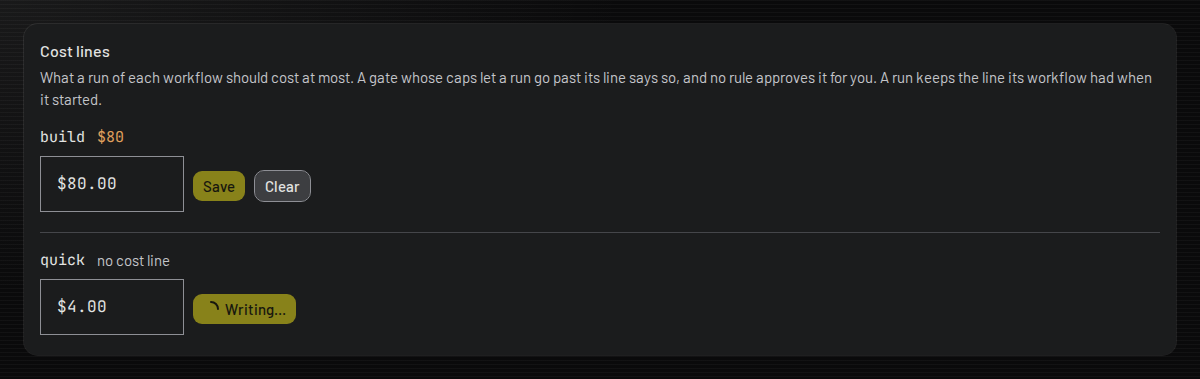 Cost lines
What a run of each workflow should cost at most. A gate whose caps let a run go past its line says so, and no rule approves it for you. A run keeps the line its workflow had when
it started.
build $80
$80.00 Save Clear
quick no cost line
$4.00 Writing...